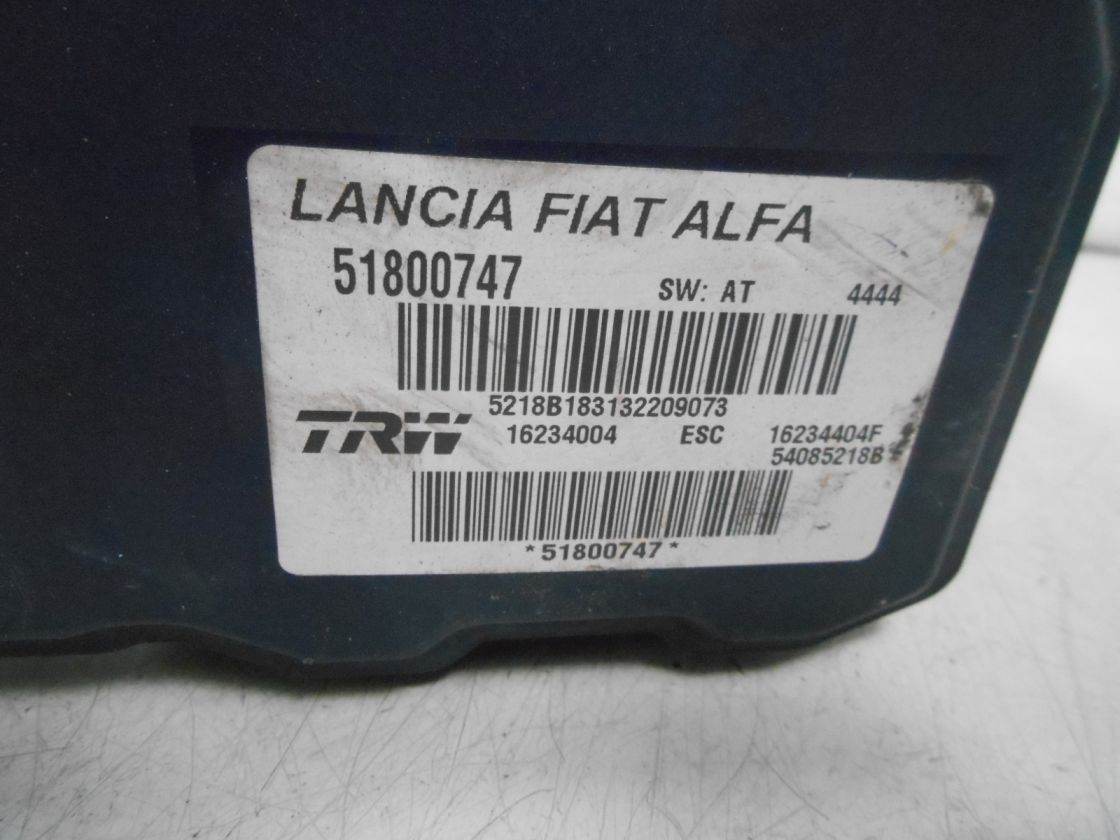 LANCIA FIAT ALFA
51800747 SW: AT 4444
5218B183132209073
TRW 16234004 ESC 16234404F
54085218B
*51800747*